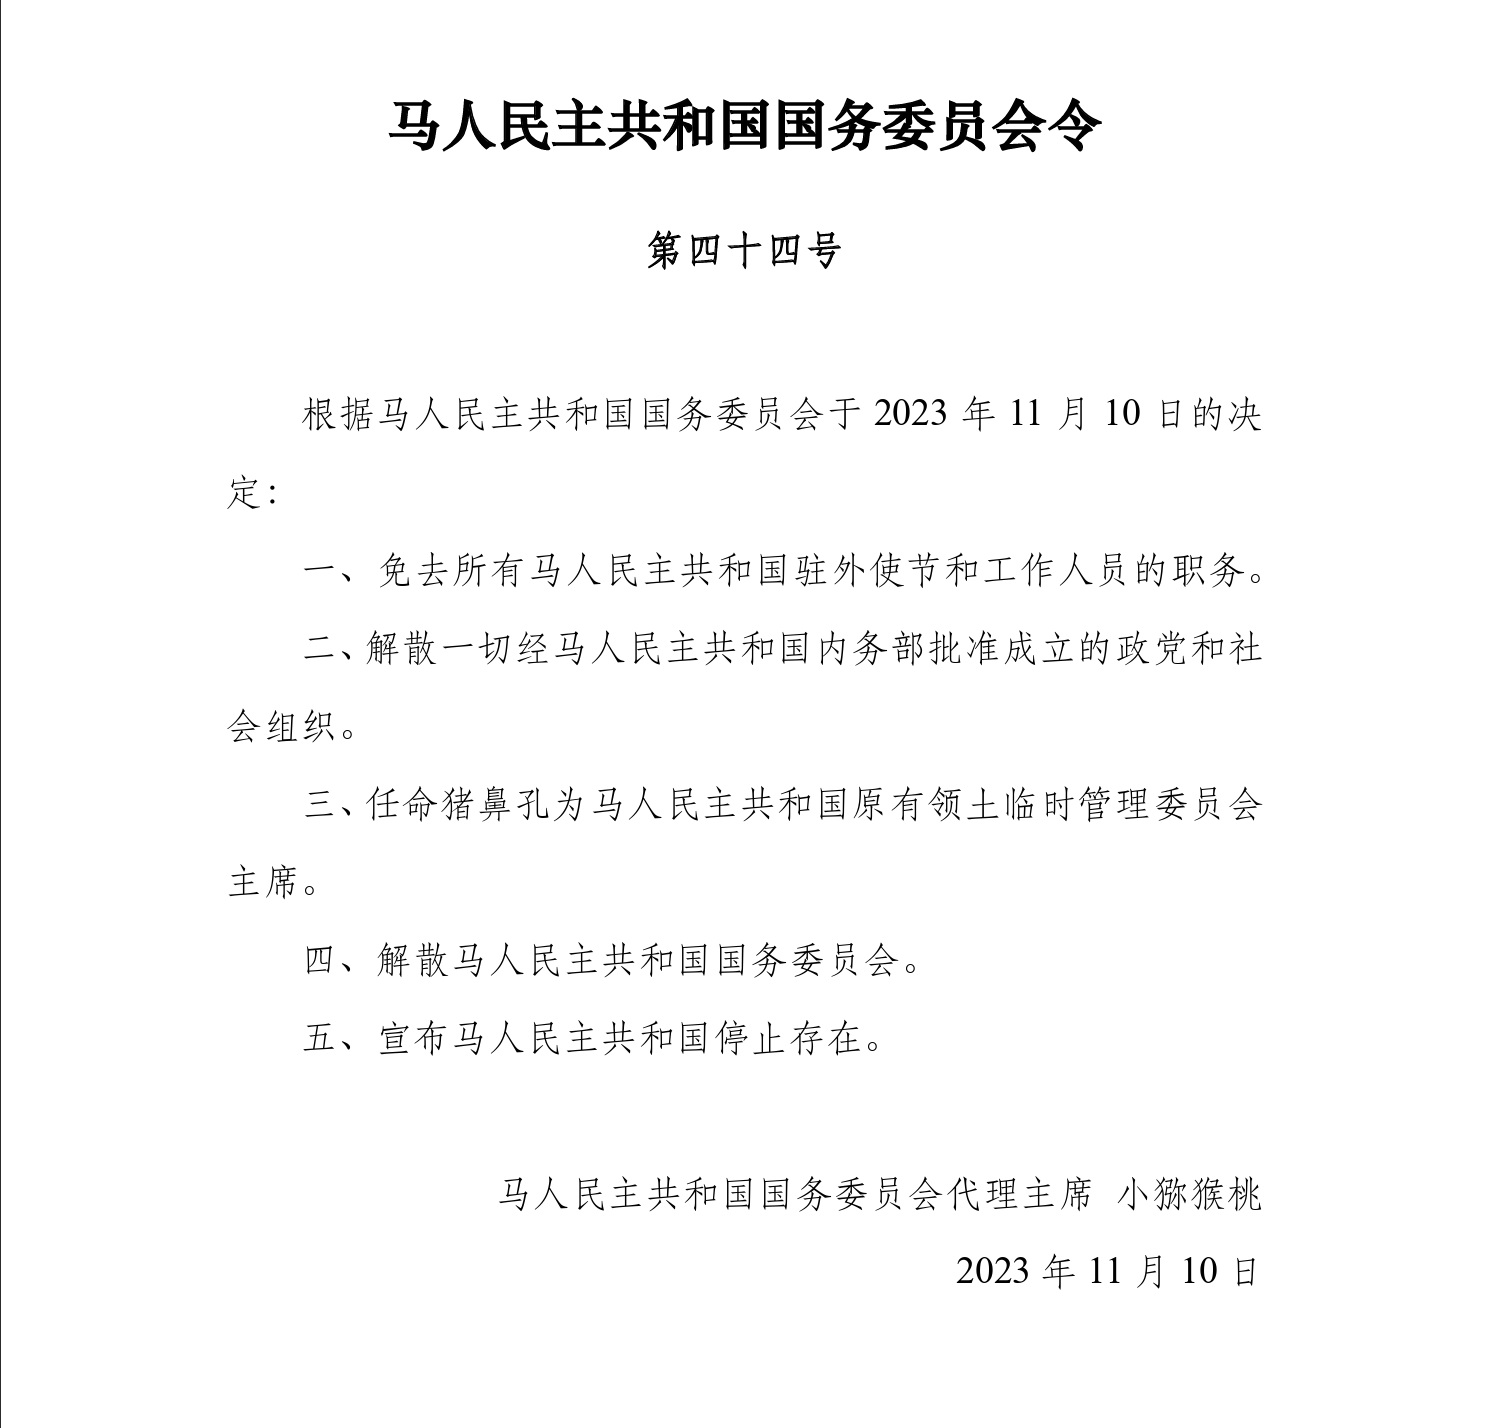 马人民主共和国国务委员会令
第四十四号
根据马人民主共和国国务委员会于 2023 年 11 月 10 日的决
定：
一、免去所有马人民主共和国驻外使节和工作人员的职务。
二、解散一切经马人民主共和国内务部批准成立的政党和社
会组织。
三、任命猪鼻孔为马人民主共和国原有领土临时管理委员会
主席。
四、解散马人民主共和国国务委员会。
五、宣布马人民主共和国停止存在。
马人民主共和国国务委员会代理主席 小猕猴桃
2023 年 11 月 10 日